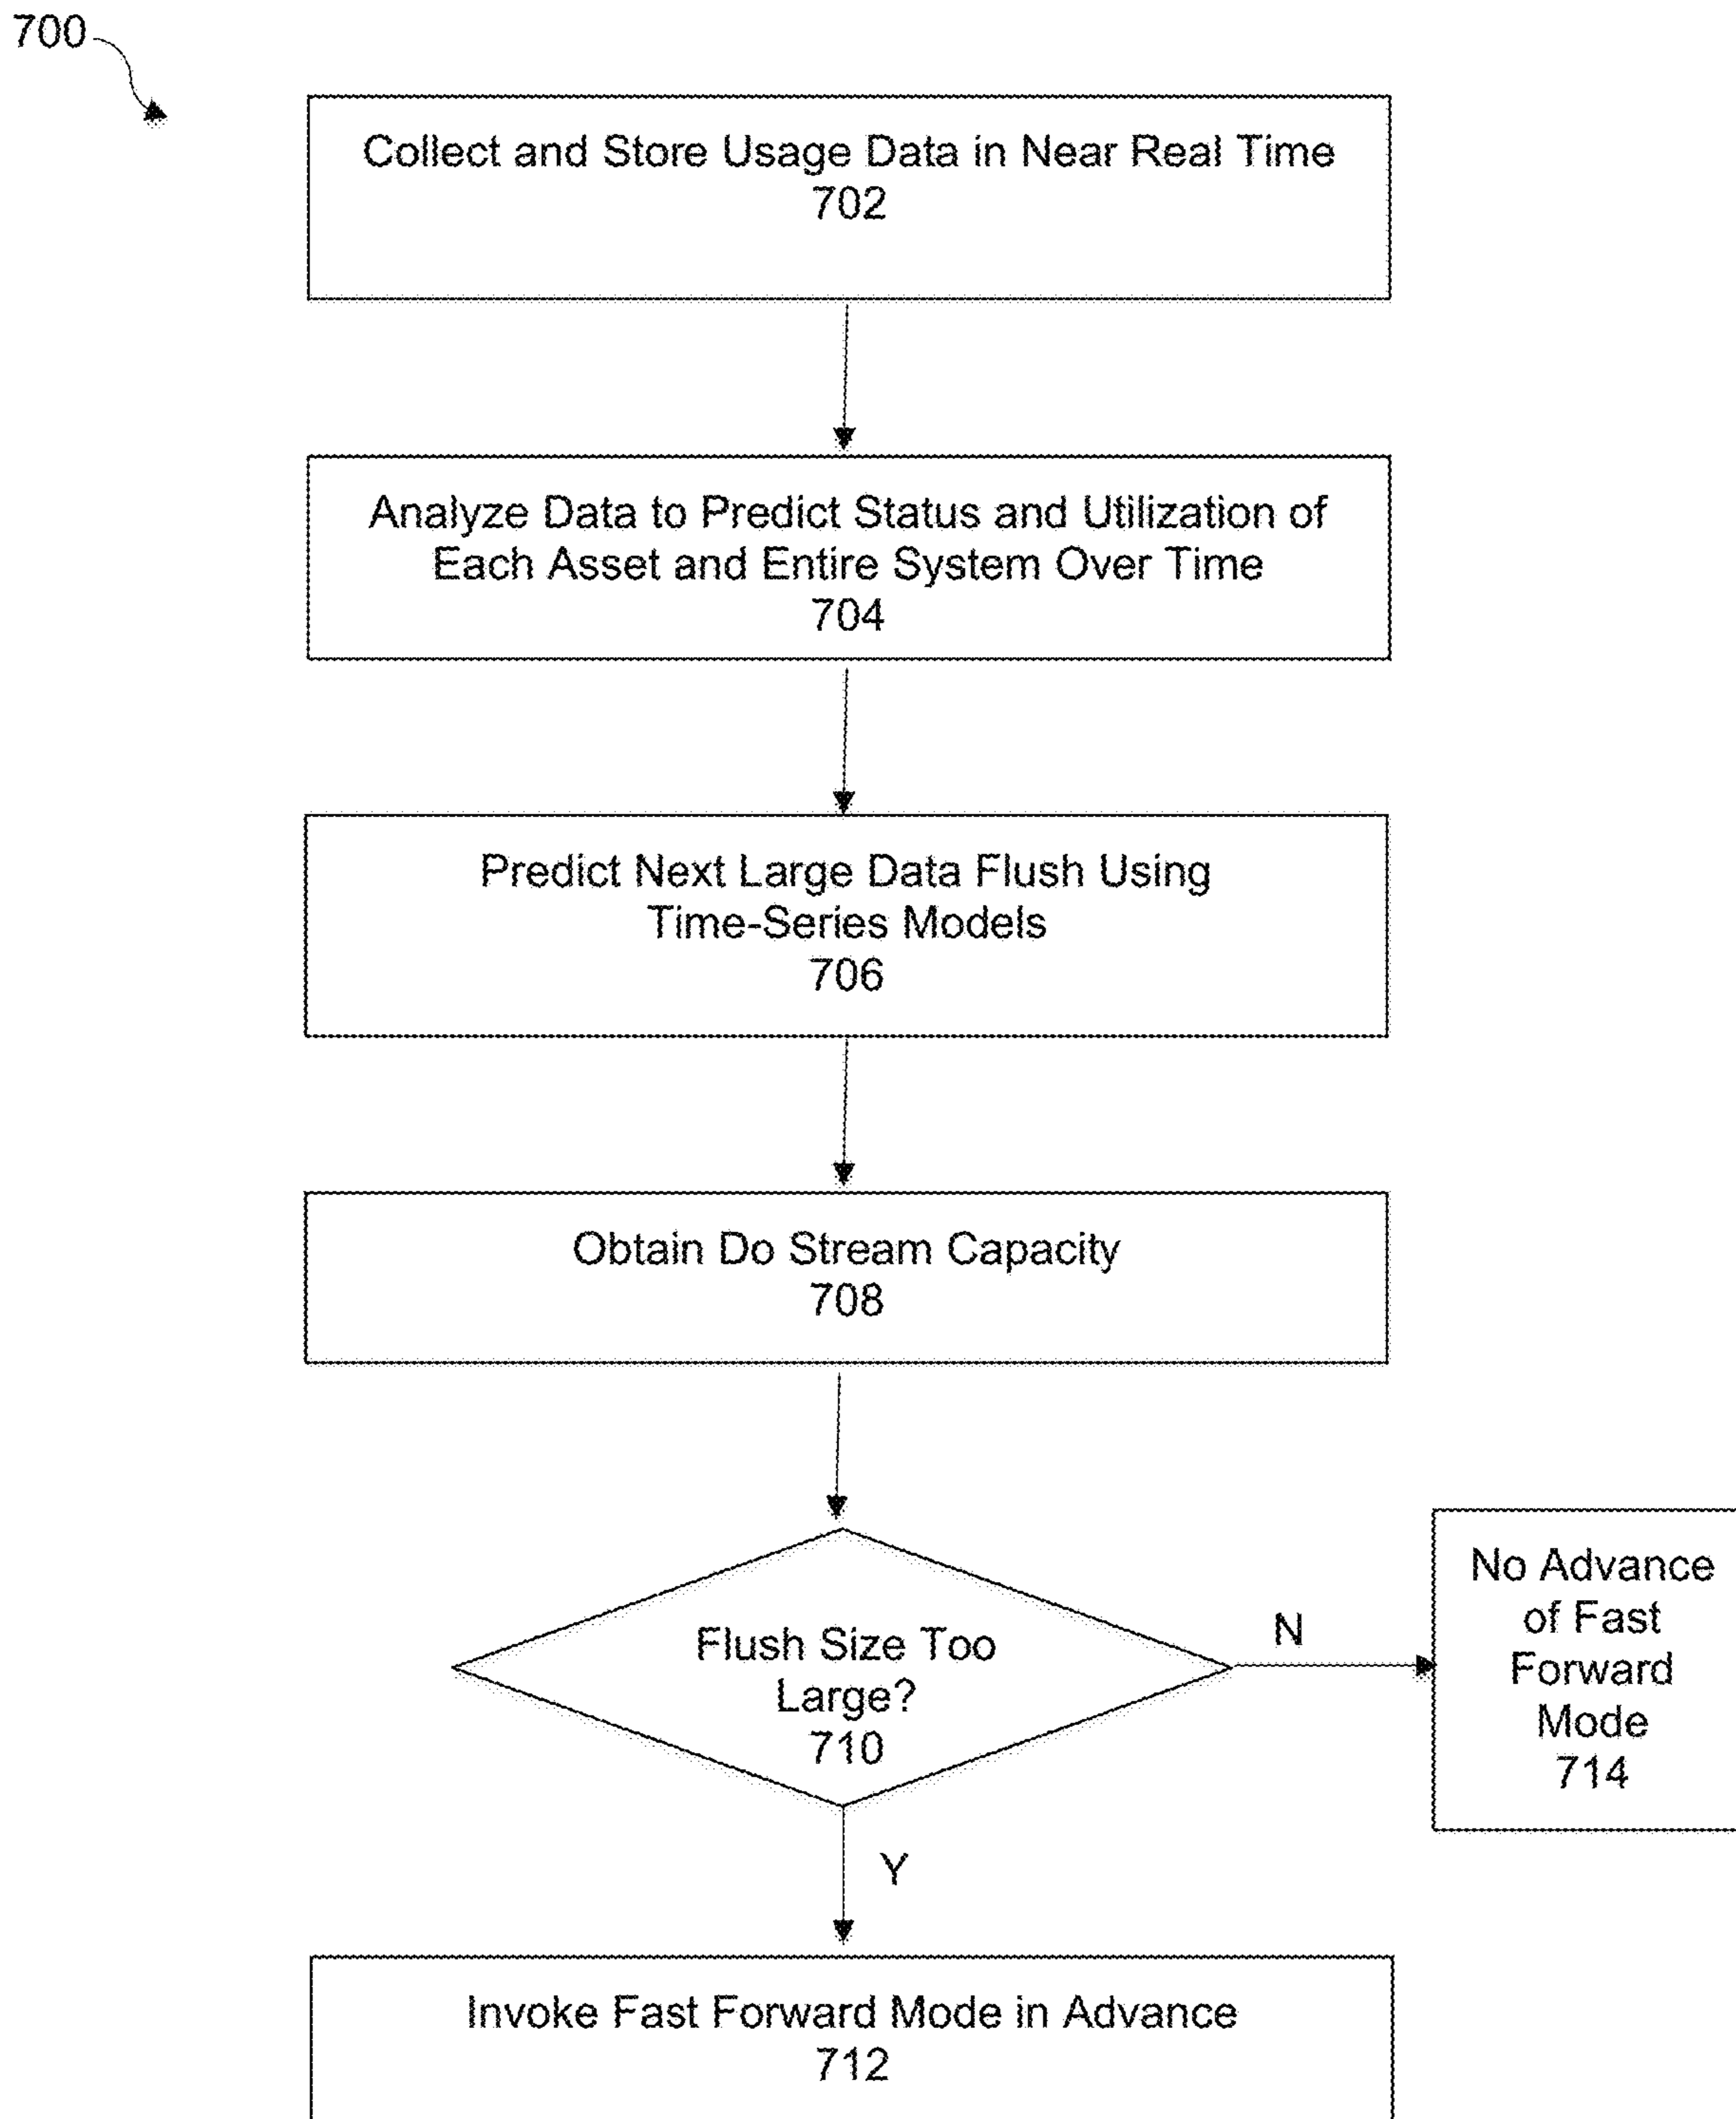 700
Collect and Store Usage Data in Near Real Time
702
Analyze Data to Predict Status and Utilization of
Each Asset and Entire System Over Time
704
Predict Next Large Data Flush Using
Time-Series Models
706
Obtain Do Stream Capacity
708
Flush Size Too
Large?
710
N
No Advance
of Fast
Forward
Mode
714
Y
Invoke Fast Forward Mode in Advance
712